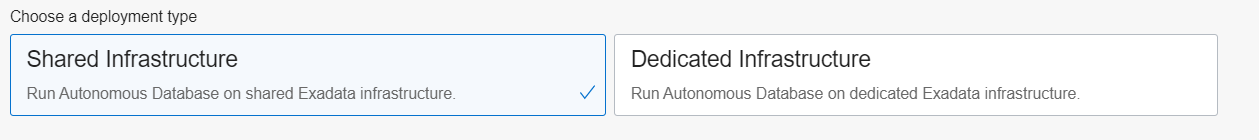 Choose a deployment type
Shared Infrastructure
Run Autonomous Database on shared Exadata infrastructure.
Dedicated Infrastructure
Run Autonomous Database on dedicated Exadata infrastructure.